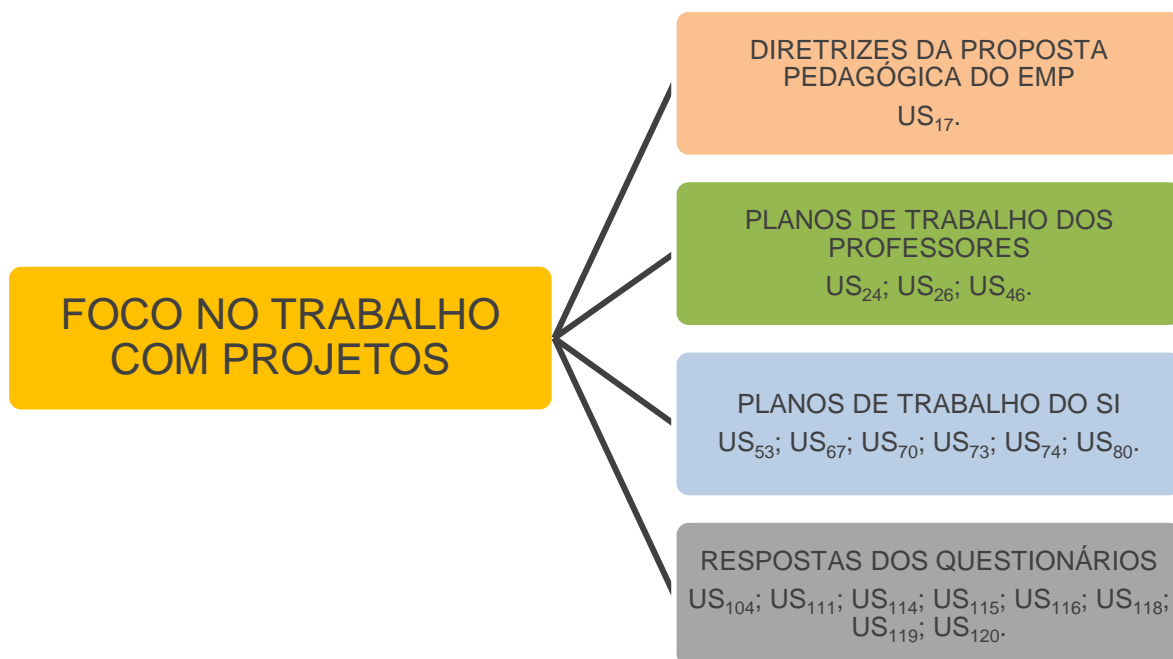 FOCO NO TRABALHO
COM PROJETOS
DIRETRIZES DA PROPOSTA
PEDAGÓGICA DO EMP
US₁₇.
PLANOS DE TRABALHO DOS
PROFESSORES
US₂₄; US₂₆; US₄₆.
PLANOS DE TRABALHO DO SI
US₅₃; US₆₇; US₇₀; US₇₃; US₇₄; US₈₀.
RESPOSTAS DOS QUESTIONÁRIOS
US₁₀₄; US₁₁₁; US₁₁₄; US₁₁₅; US₁₁₆; US₁₁₈;
US₁₁₉; US₁₂₀.